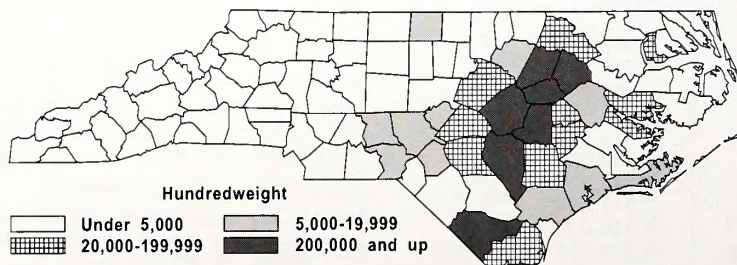 Hundredweight
Under 5,000
5,000-19,999
20,000-199,999
200,000 and up